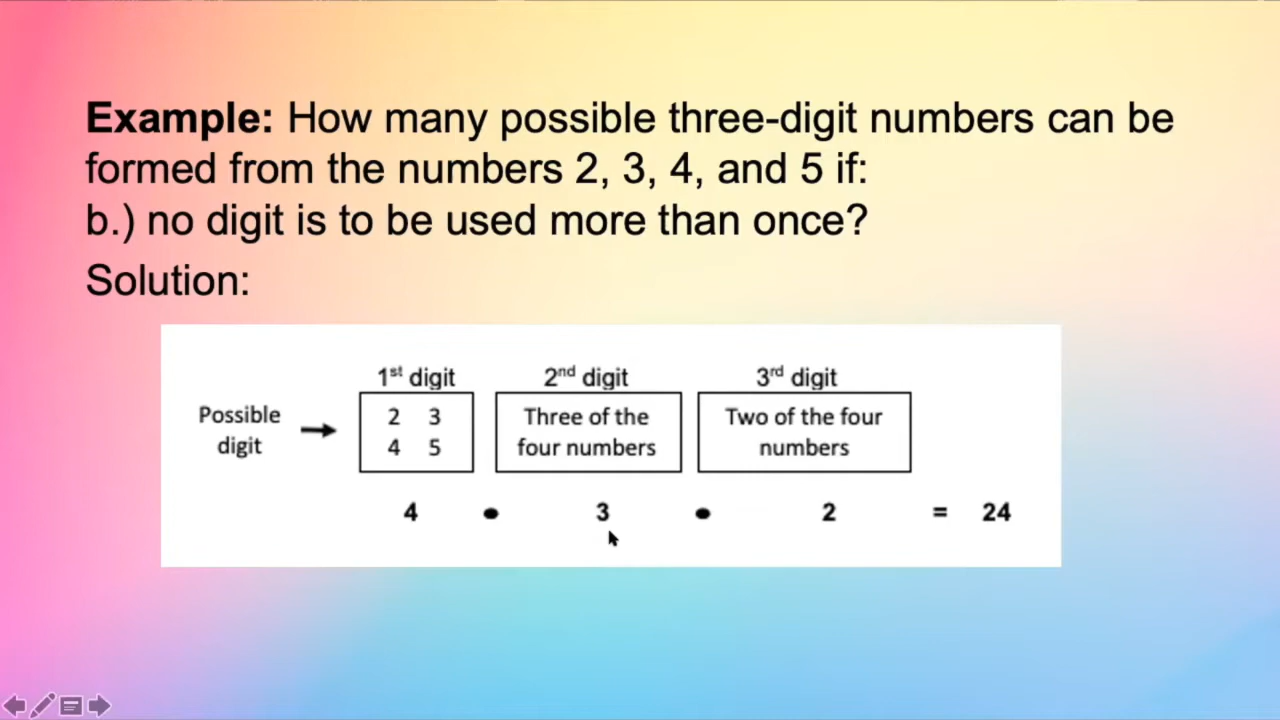 Example: How many possible three-digit numbers can be
formed from the numbers 2, 3, 4, and 5 if:
b.) no digit is to be used more than once?
Solution:
1st digit 2nd digit 3rd digit
Possible digit
2 3
4 5
Three of the
four numbers
Two of the four
numbers
4 • 3 • 2 = 24